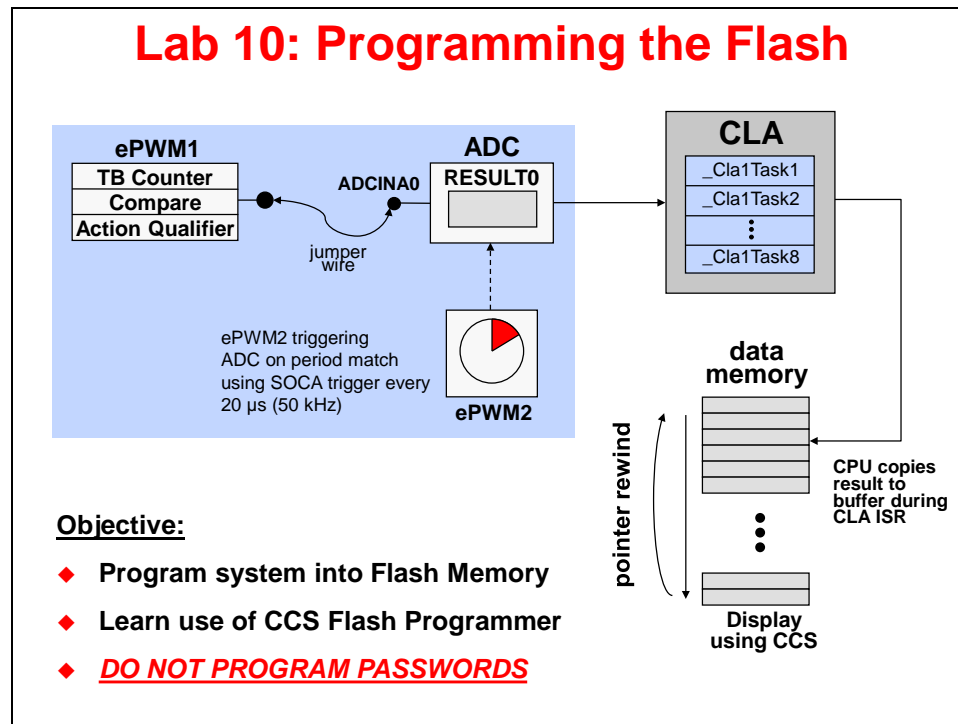 Lab 10: Programming the Flash
ePWM1
TB Counter
Compare
Action Qualifier
jumper
wire
ADCINA0
ADC
RESULT0
ePWM2 triggering
ADC on period match
using SOCA trigger every
20 µs (50 kHz)
ePWM2
CLA
_Cla1Task1
_Cla1Task2
_Cla1Task8
data
memory
pointer rewind
CPU copies
result to
buffer during
CLA ISR
Display
using CCS
Objective:
Program system into Flash Memory
Learn use of CCS Flash Programmer
DO NOT PROGRAM PASSWORDS